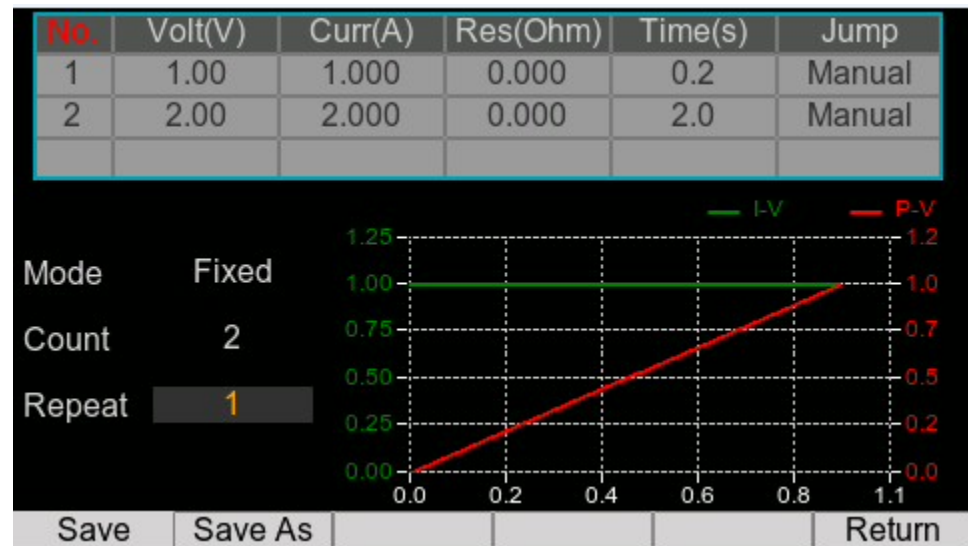 No. Volt(V) Curr(A) Res(Ohm) Time(s) Jump
1 1.00 1.000 0.000 0.2 Manual
2 2.00 2.000 0.000 2.0 Manual
I-V P-V
Mode Fixed
Count 2
Repeat 1
1.25 1.2
1.00 1.0
0.75 0.7
0.50 0.5
0.25 0.2
0.00 0.0
0.0 0.2 0.4 0.6 0.8 1.1
Save Save As Return